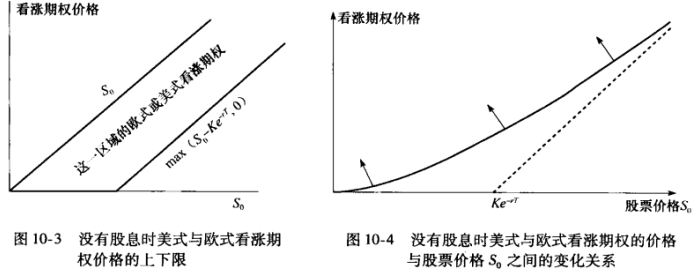 看涨期权价格
S₀
这一区域的欧式或美式看涨期权
max（S₀-Ke⁻ʳᵀ, 0）
S₀
图 10-3 没有股息时美式与欧式看涨期
权价格的上下限
看涨期权价格
Ke⁻ʳᵀ
股票价格S₀
图 10-4 没有股息时美式与欧式看涨期权的价格
与股票价格 S₀ 之间的变化关系